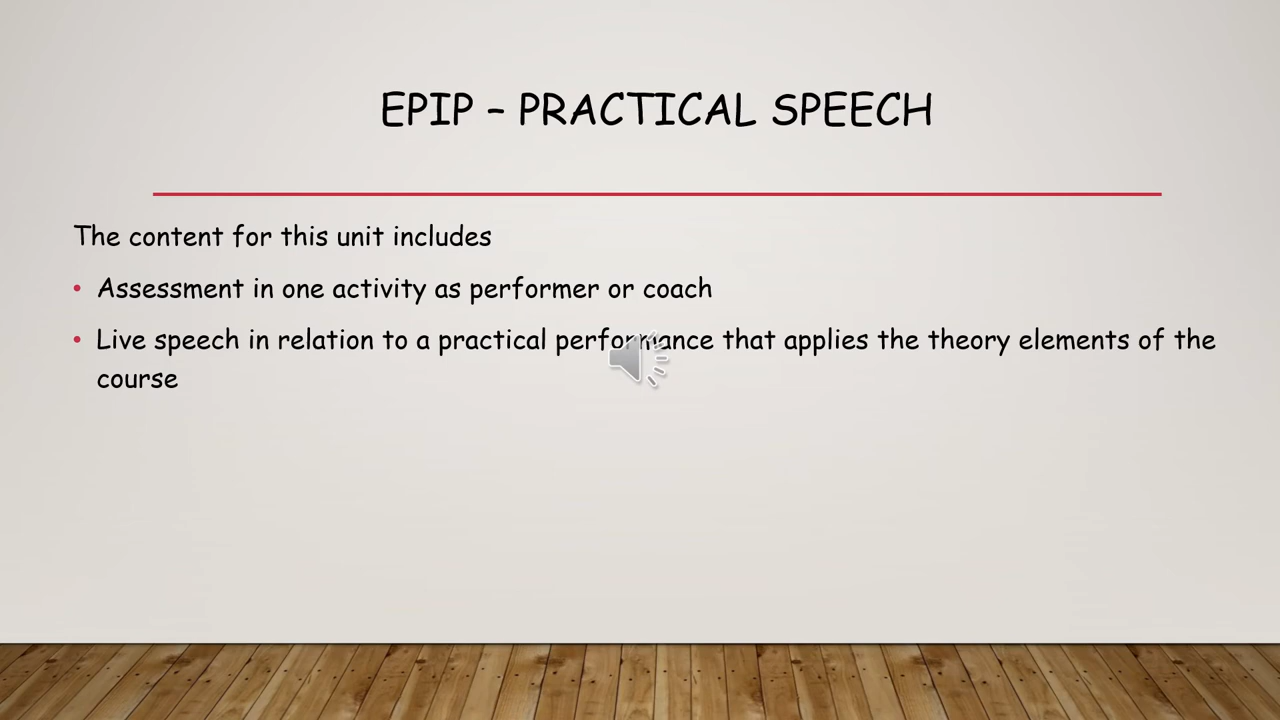 EPIP – PRACTICAL SPEECH
The content for this unit includes
• Assessment in one activity as performer or coach
• Live speech in relation to a practical performance that applies the theory elements of the
course